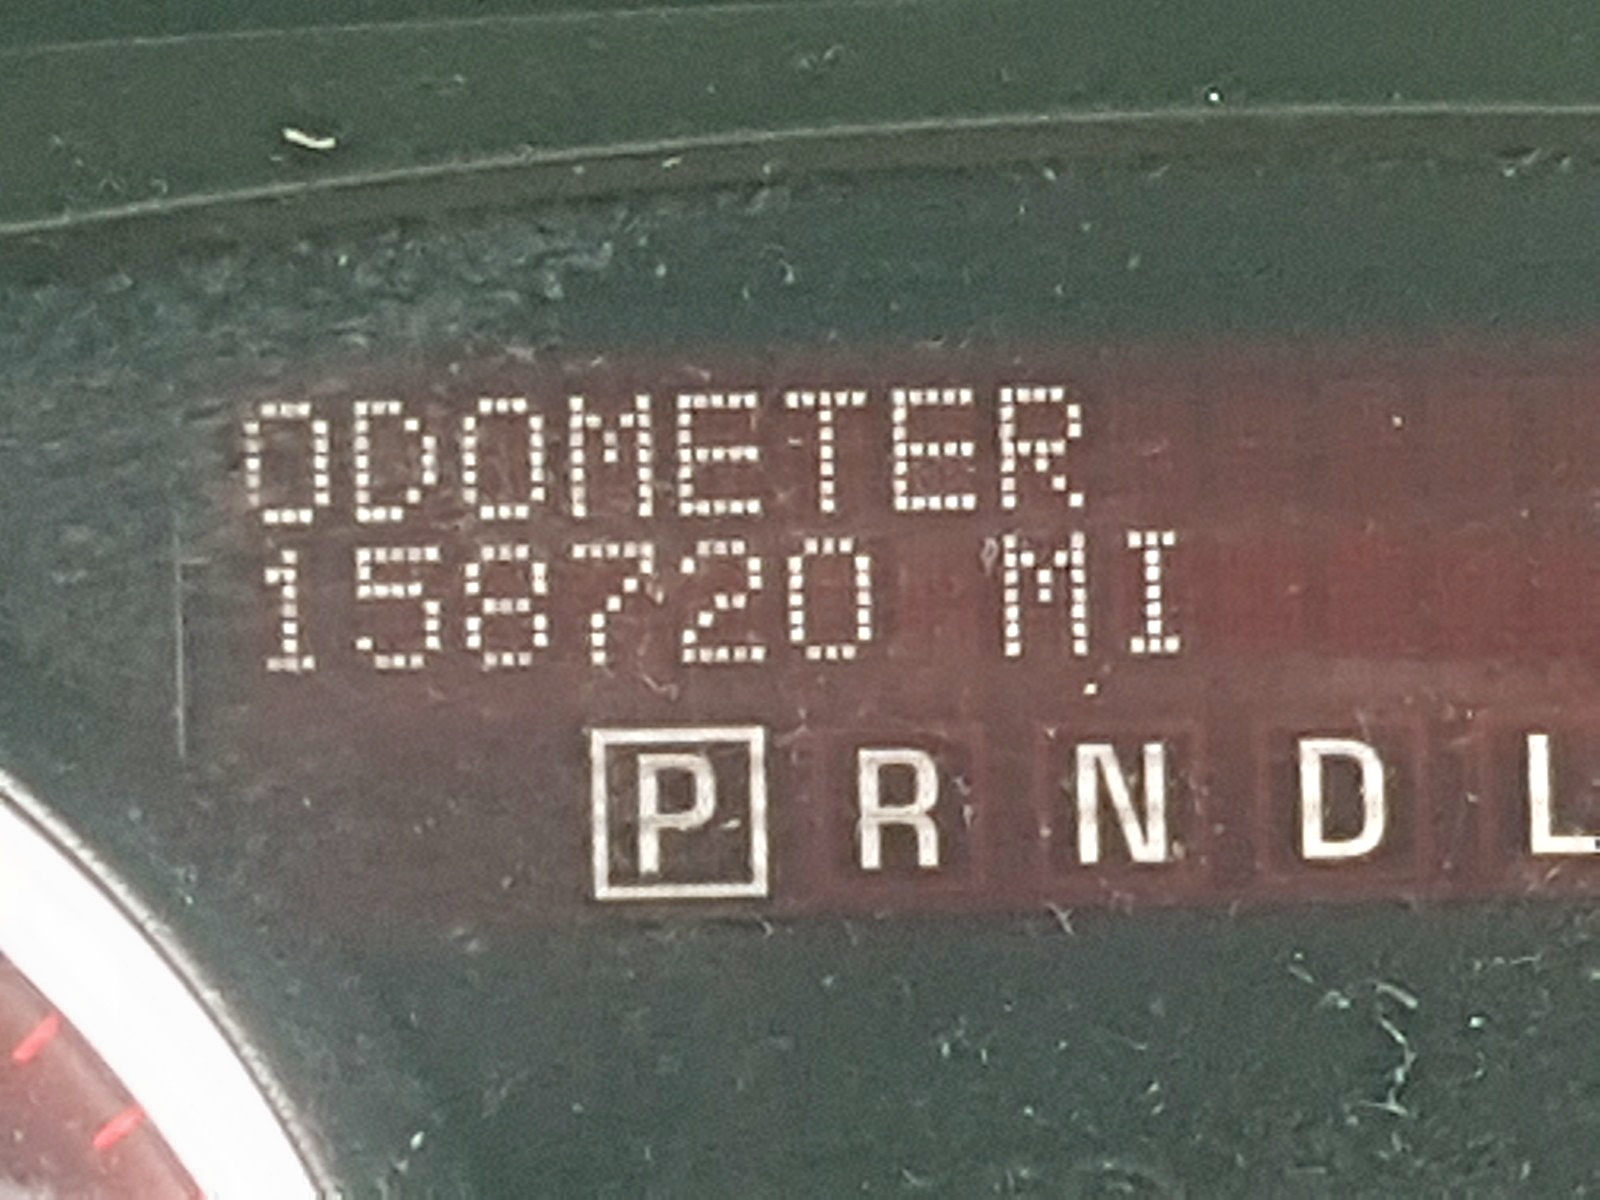 ODOMETER
158720 MI
P R N D L